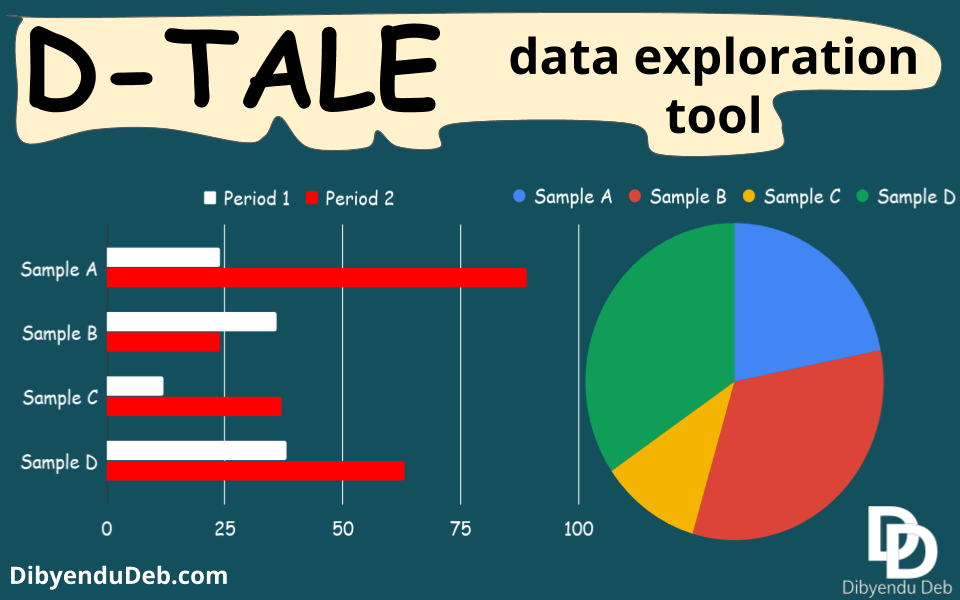 D-TALE
data exploration
tool
Period 1 Period 2
Sample A Sample B Sample C Sample D
Sample A
Sample B
Sample C
Sample D
0 25 50 75 100
DibyenduDeb.com
DD
Dibyendu Deb